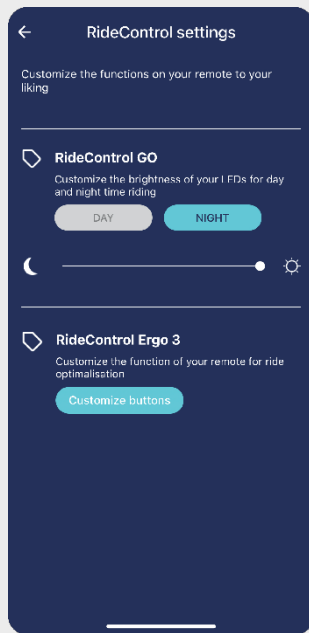 RideControl settings
Customize the functions on your remote to your
liking
RideControl GO
Customize the brightness of your LEDs for day
and night time riding
DAY
NIGHT
RideControl Ergo 3
Customize the function of your remote for ride
optimalisation
Customize buttons